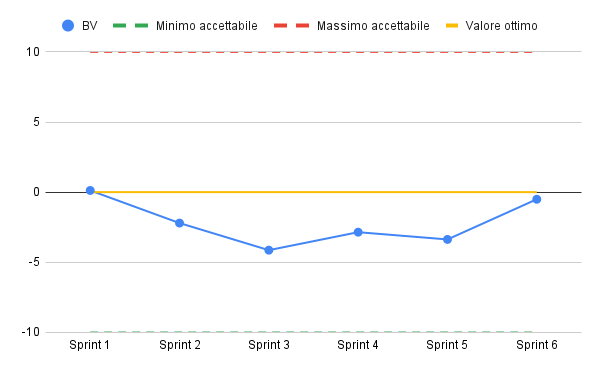 BV Minimo accettabile Massimo accettabile Valore ottimo
10
5
0
-5
-10
Sprint 1 Sprint 2 Sprint 3 Sprint 4 Sprint 5 Sprint 6